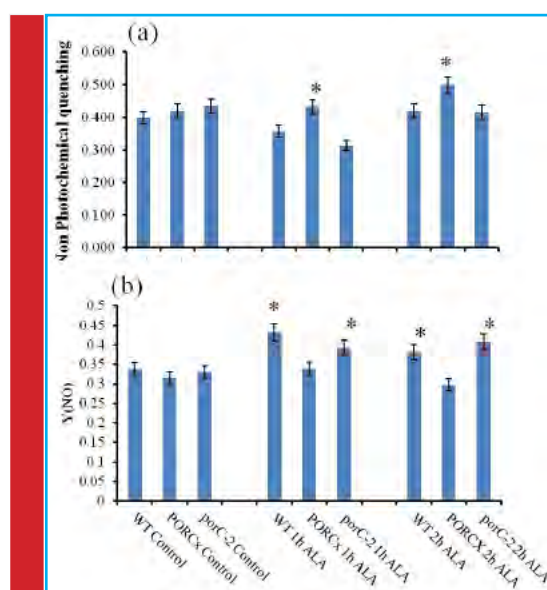 (a)
Non Photochemical quenching
0.600
0.500
0.400
0.300
0.200
0.100
0.000
*
*
(b)
Y(NO)
0.5
0.45
0.4
0.35
0.3
0.25
0.2
0.15
0.1
0.05
0
*
*
*
*
WT Control
PORCx Control
porC-2 Control
WT 1h ALA
PORCx 1h ALA
porC-2 1h ALA
WT 2h ALA
PORCX 2h ALA
porC-2 2h ALA